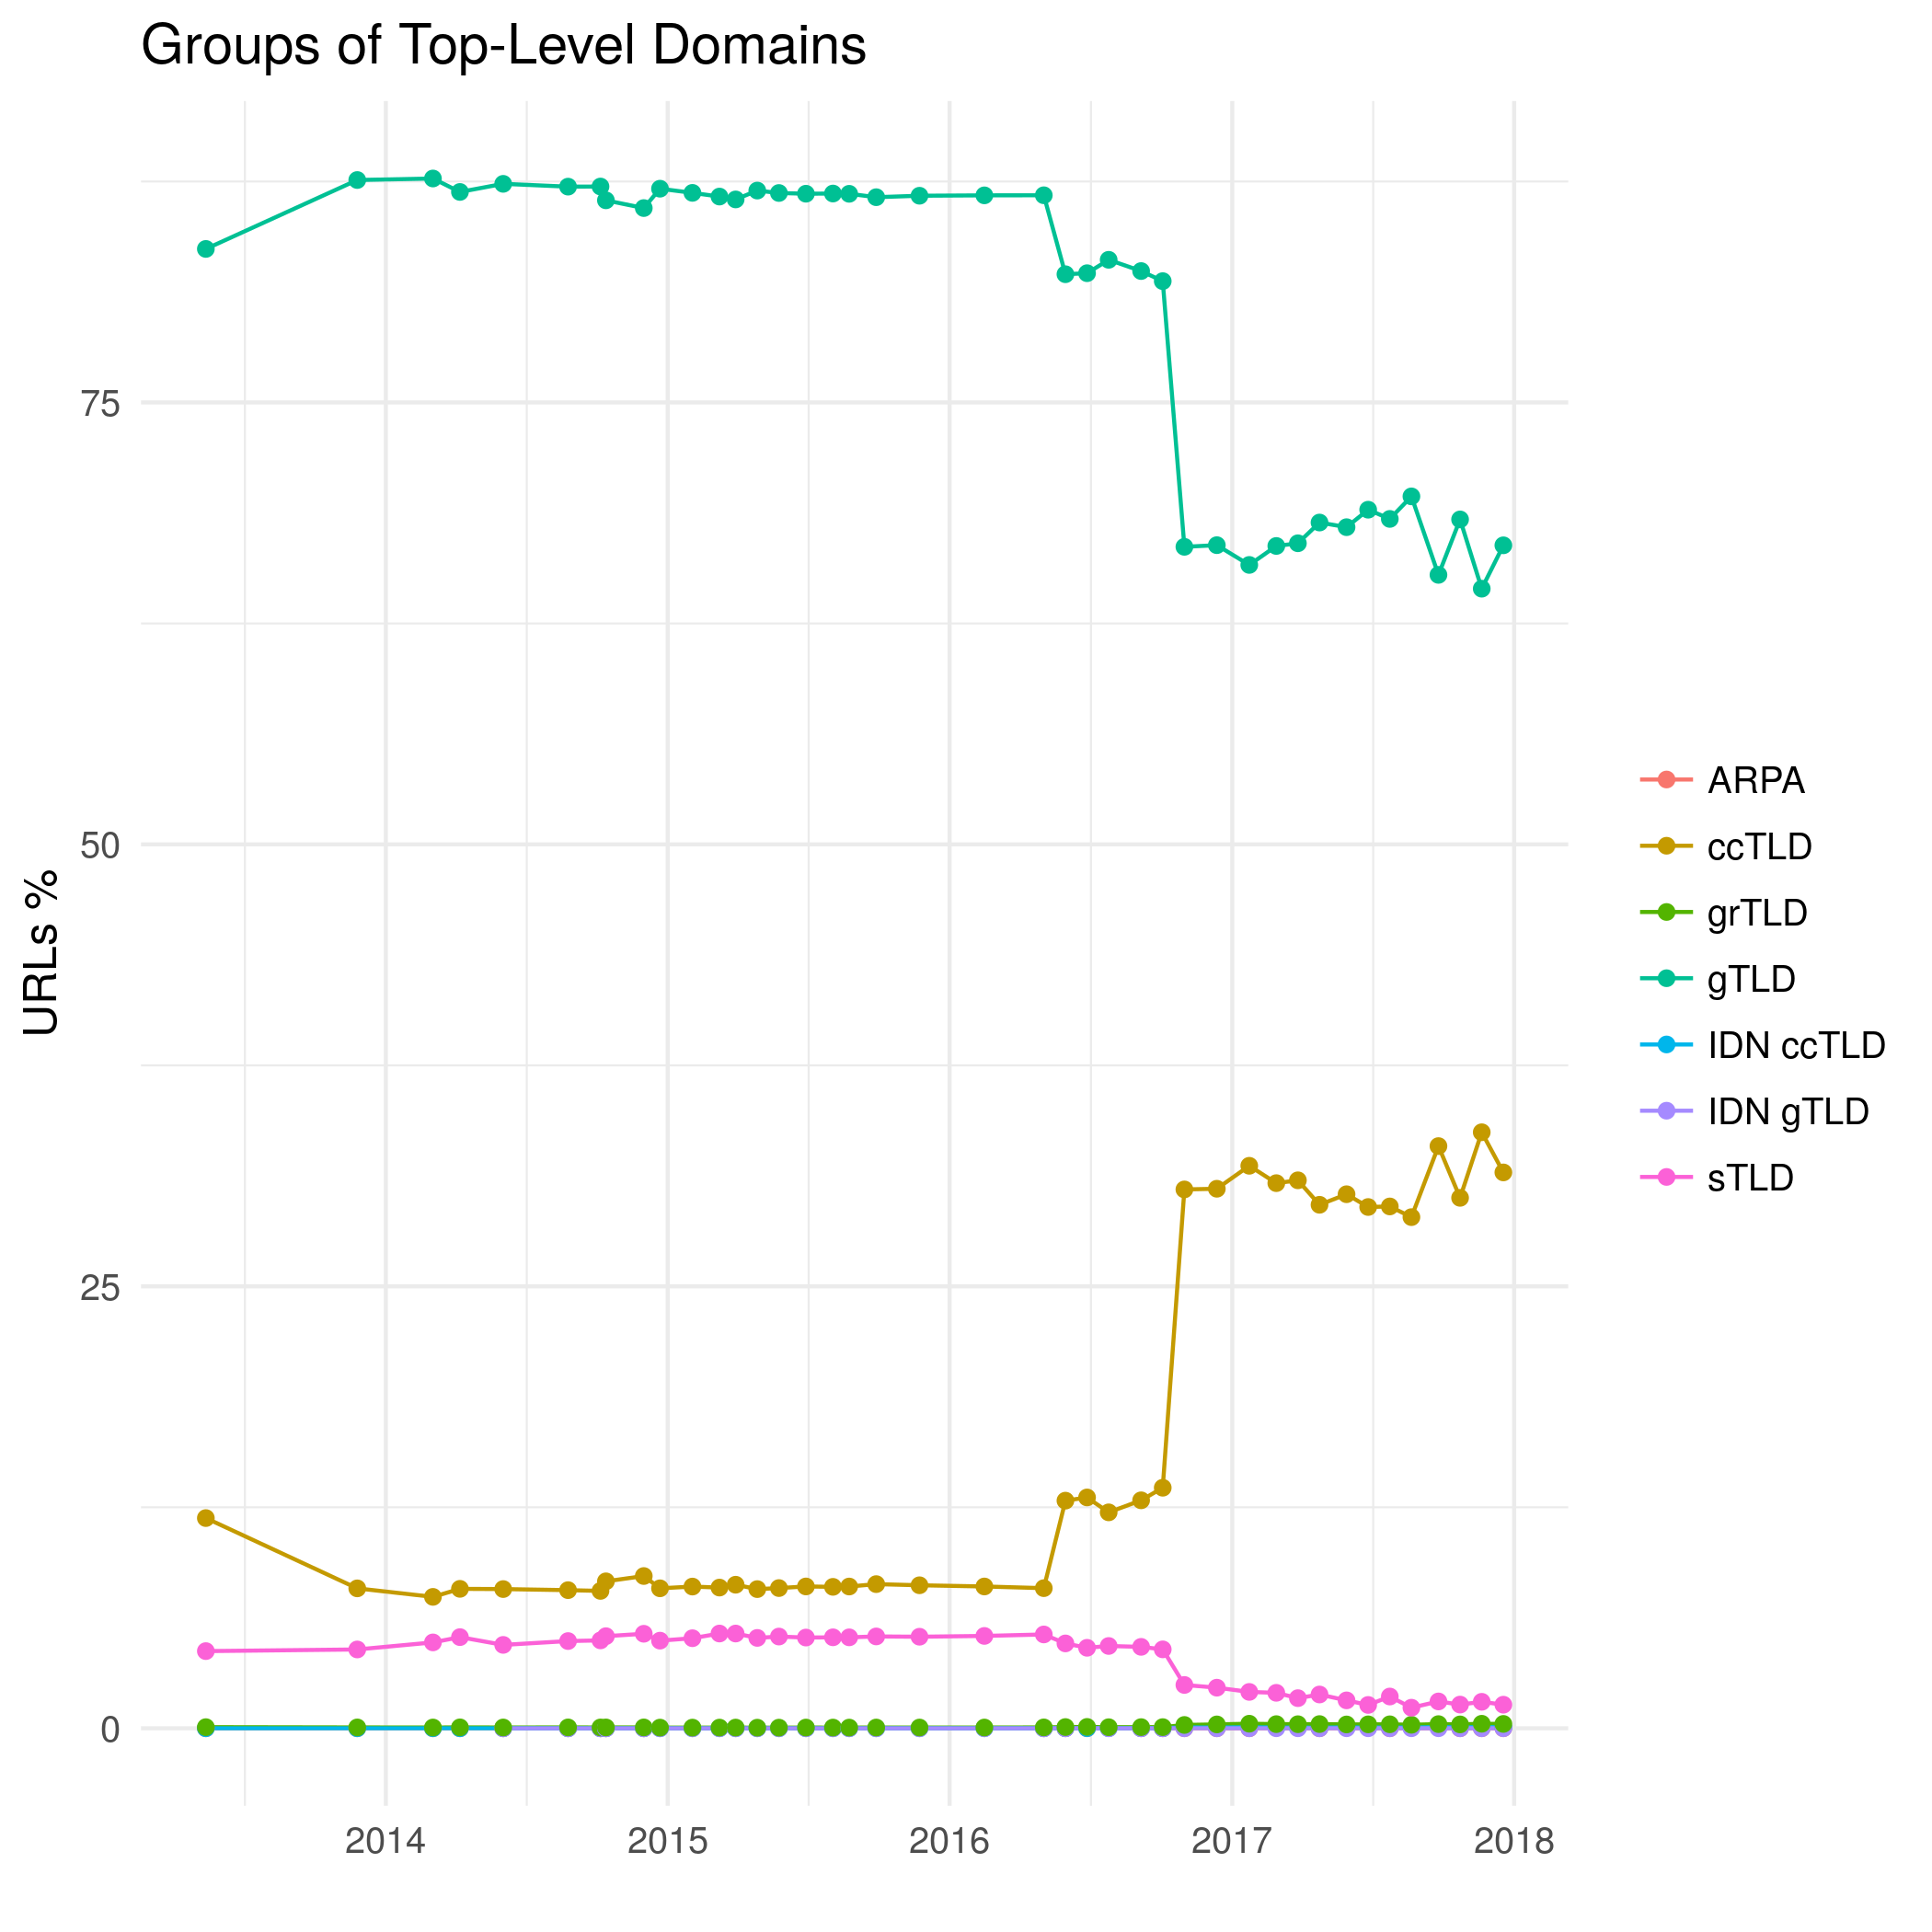 Groups of Top-Level Domains
URLs %
75
50
25
0
2014
2015
2016
2017
2018
ARPA
ccTLD
grTLD
gTLD
IDN ccTLD
IDN gTLD
sTLD